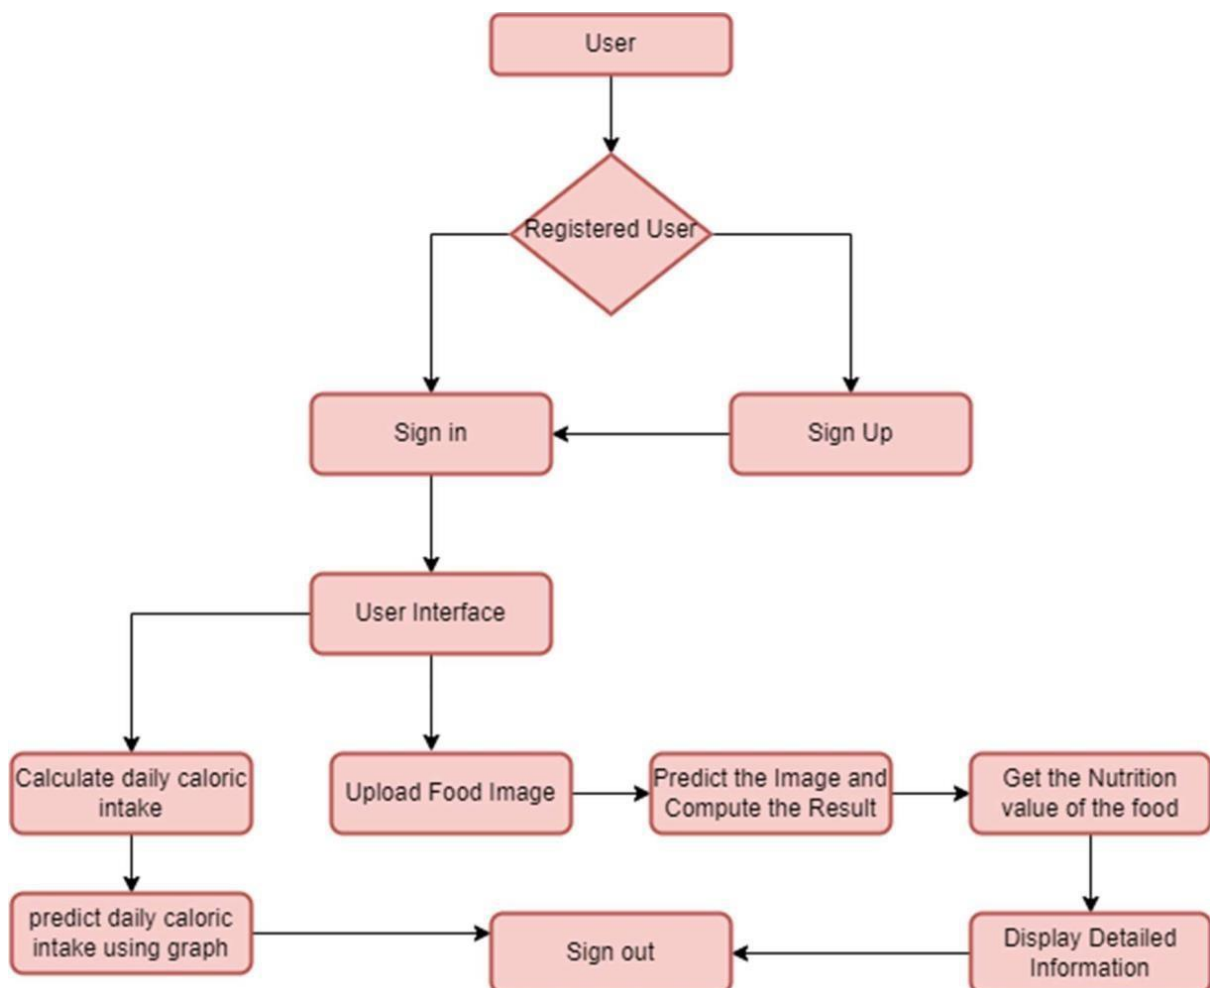 User
Registered User
Sign in
Sign Up
User Interface
Calculate daily caloric
intake
Upload Food Image
Predict the Image and
Compute the Result
Get the Nutrition
value of the food
predict daily caloric
intake using graph
Sign out
Display Detailed
Information